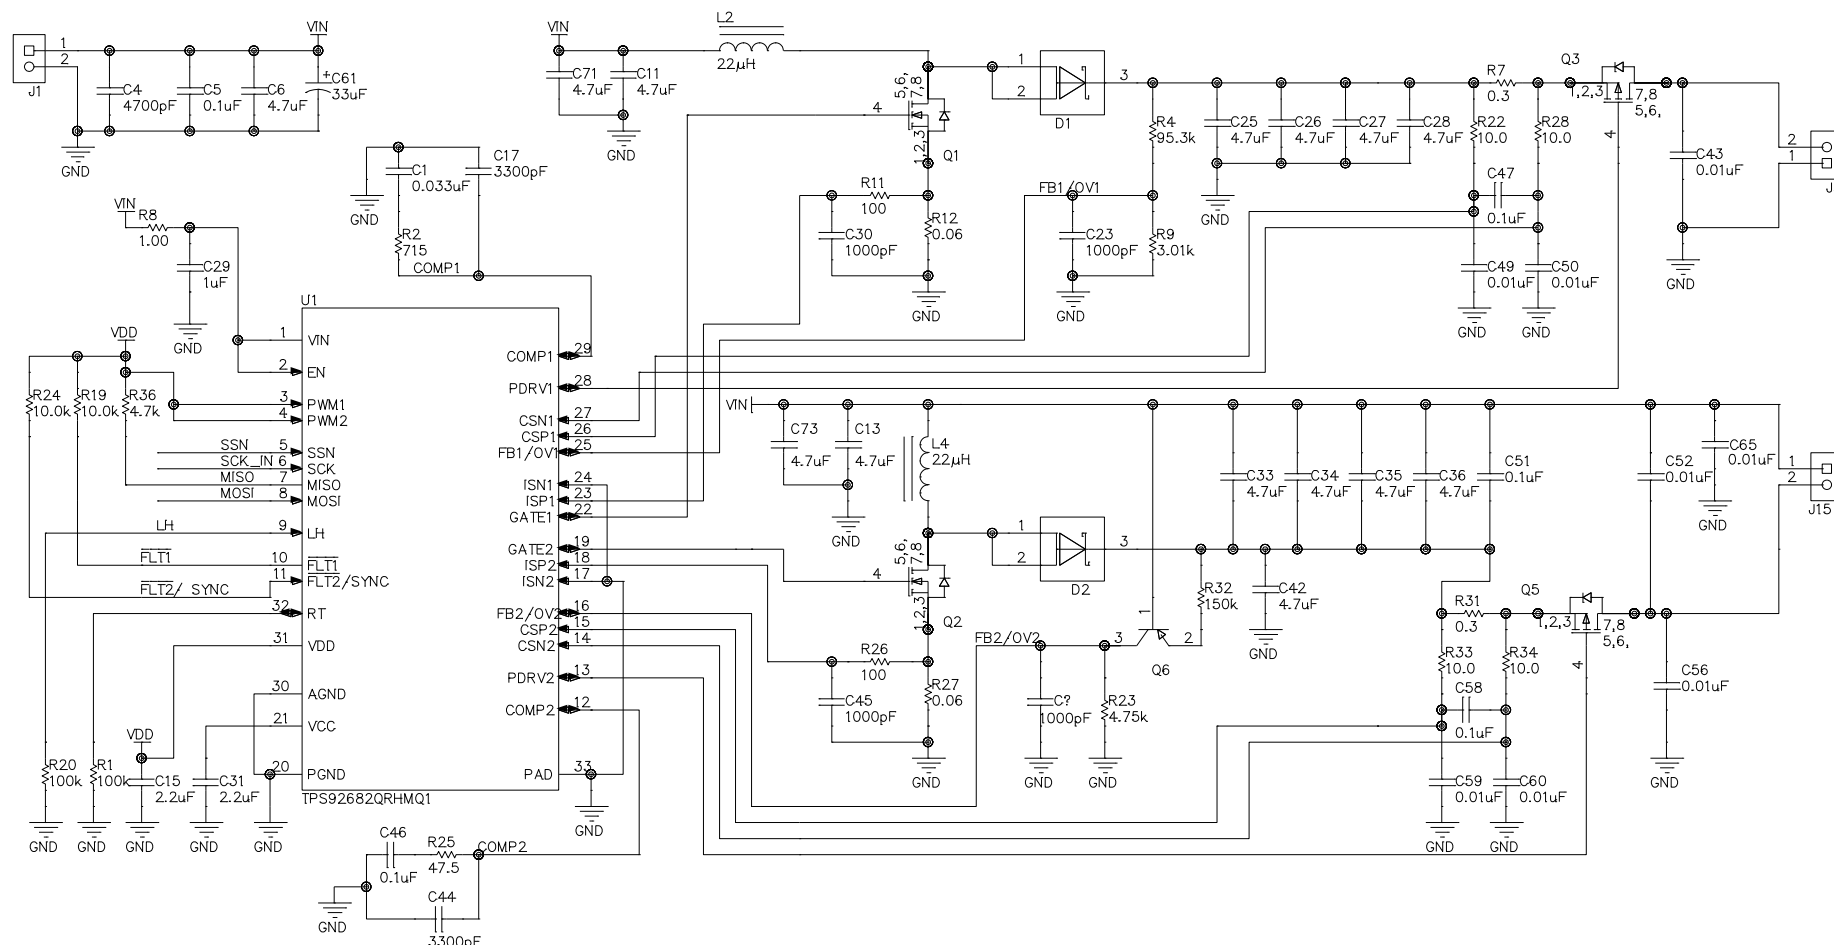 J1
1
2
VIN
C4
4700pF
C5
0.1uF
C6
4.7uF
+
C61
33uF
GND
VIN
C71
4.7uF
C11
4.7uF
GND
L2
22µH
5,6,
7,8
4
1,2,3
Q1
1
2
3
D1
R4
95.3k
C25
4.7uF
C26
4.7uF
C27
4.7uF
C28
4.7uF
GND
R7
0.3
R22
10.0
R28
10.0
C47
0.1uF
C49
0.01uF
C50
0.01uF
GND
GND
Q3
1,2,3
7,8
5,6,
4
C43
0.01uF
GND
2
1
J
C1
0.033uF
C17
3300pF
GND
R2
715
COMP1
R11
100
C30
1000pF
R12
0.06
GND
FB1/OV1
C23
1000pF
R9
3.01k
GND
VIN
R8
1.00
C29
1uF
GND
VDD
R24
10.0k
R19
10.0k
R36
4.7k
U1
1 VIN
2 EN
3 PWM1
4 PWM2
SSN 5 SSN
SCK_IN 6 SCK
MISO 7 MISO
MOSI 8 MOSI
LH 9 LH
FLT1 10 FLT1
FLT2/ SYNC 11 FLT2/SYNC
32 RT
31 VDD
30 AGND
21 VCC
20 PGND
COMP1 29
PDRV1 28
CSN1 27
CSP1 26
FB1/OV1 25
ISN1 24
ISP1 23
GATE1 22
GATE2 19
ISP2 18
ISN2 17
FB2/OV2 16
CSP2 15
CSN2 14
PDRV2 13
COMP2 12
PAD 33
TPS92682QRHMQ1
GND
R20
100k
GND
R1
100k
GND
VDD
C15
2.2uF
GND
C31
2.2uF
GND
GND
C46
0.1uF
R25
47.5
COMP2
C44
3300pF
GND
VIN
C73
4.7uF
C13
4.7uF
GND
L4
22µH
5,6,
7,8
4
1,2,3
Q2
1
2
3
D2
R26
100
C45
1000pF
R27
0.06
GND
FB2/OV2
C?
1000pF
GND
R23
4.75k
GND
3
1
2
Q6
R32
150k
C42
4.7uF
GND
C33
4.7uF
C34
4.7uF
C35
4.7uF
C36
4.7uF
C51
0.1uF
R31
0.3
R33
10.0
R34
10.0
C58
0.1uF
C59
0.01uF
C60
0.01uF
GND
GND
Q5
1,2,3
7,8
5,6,
4
C52
0.01uF
C65
0.01uF
GND
C56
0.01uF
GND
1
2
J15